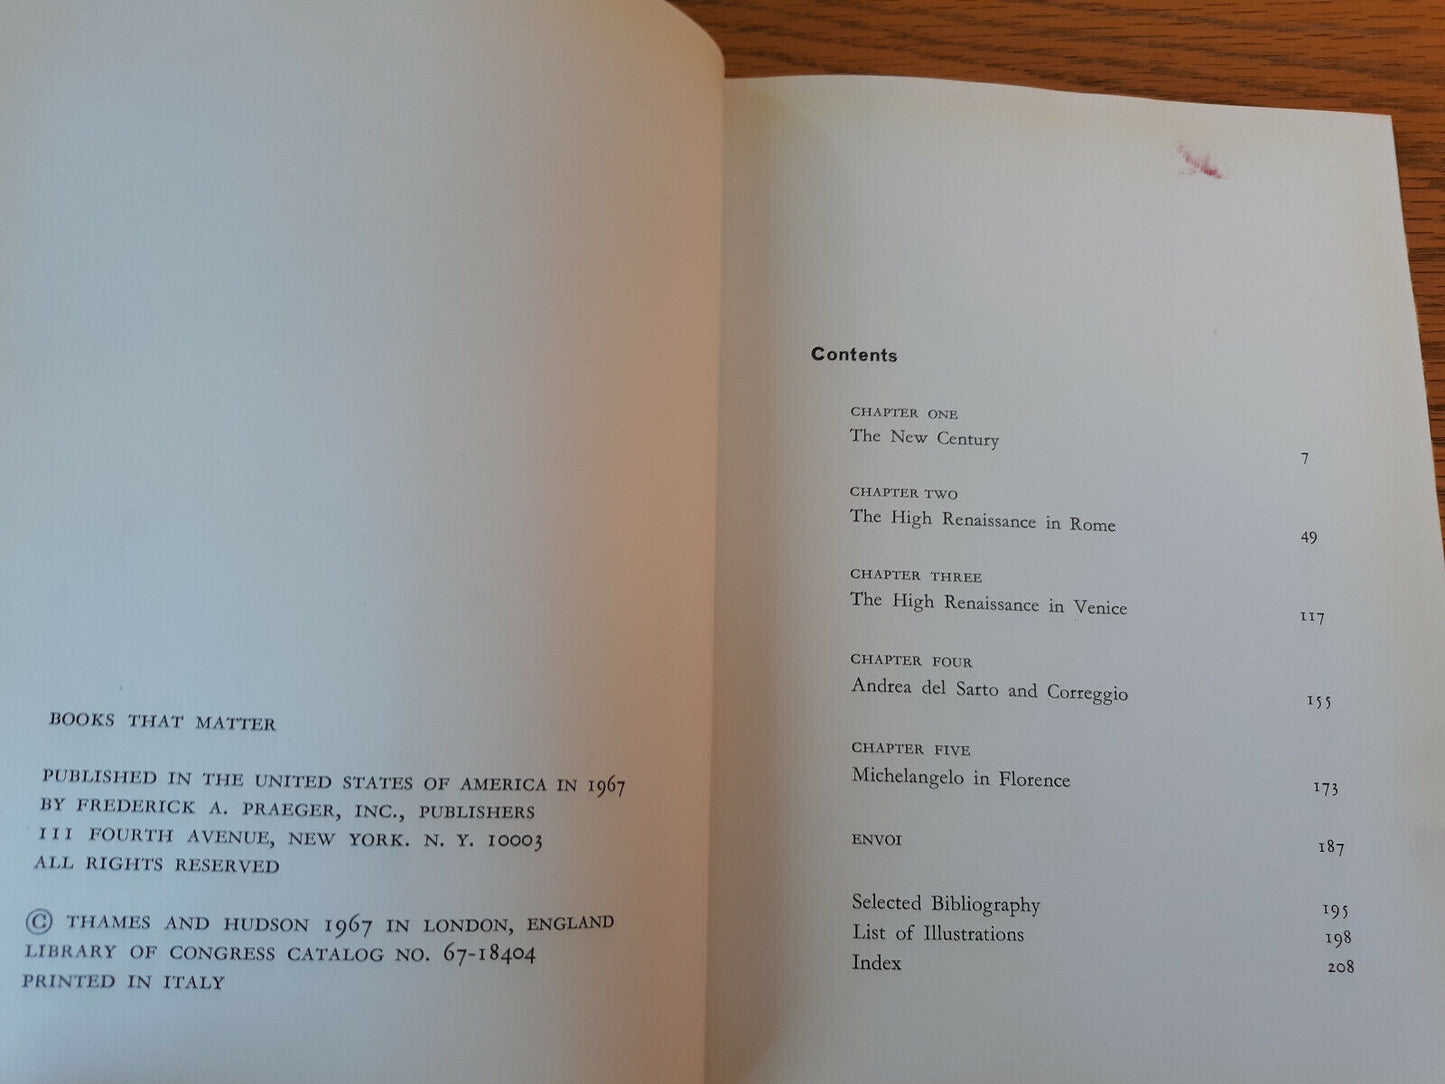 BOOKS THAT MATTER
PUBLISHED IN THE UNITED STATES OF AMERICA IN 1967
BY FREDERICK A. PRAEGER, INC., PUBLISHERS
111 FOURTH AVENUE, NEW YORK. N. Y. 10003
ALL RIGHTS RESERVED
© THAMES AND HUDSON 1967 IN LONDON, ENGLAND
LIBRARY OF CONGRESS CATALOG NO. 67-18404
PRINTED IN ITALY
Contents
CHAPTER ONE
The New Century 7
CHAPTER TWO
The High Renaissance in Rome 49
CHAPTER THREE
The High Renaissance in Venice 117
CHAPTER FOUR
Andrea del Sarto and Correggio 155
CHAPTER FIVE
Michelangelo in Florence 173
ENVOI 187
Selected Bibliography 195
List of Illustrations 198
Index 208